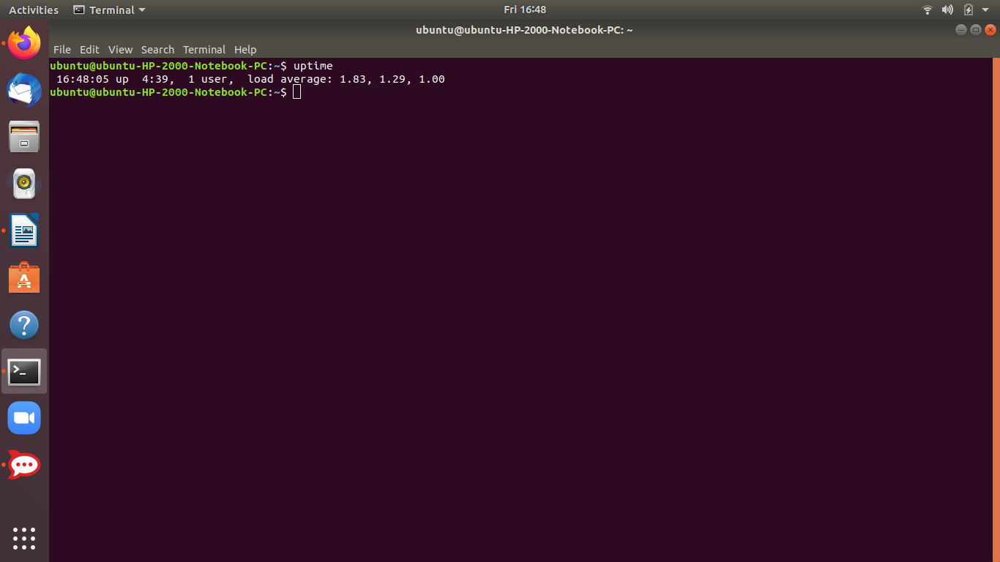 Activities Terminal Fri 16:48
ubuntu@ubuntu-HP-2000-Notebook-PC: ~
File Edit View Search Terminal Help
ubuntu@ubuntu-HP-2000-Notebook-PC:~$ uptime
 16:48:05 up  4:39,  1 user,  load average: 1.83, 1.29, 1.00
ubuntu@ubuntu-HP-2000-Notebook-PC:~$